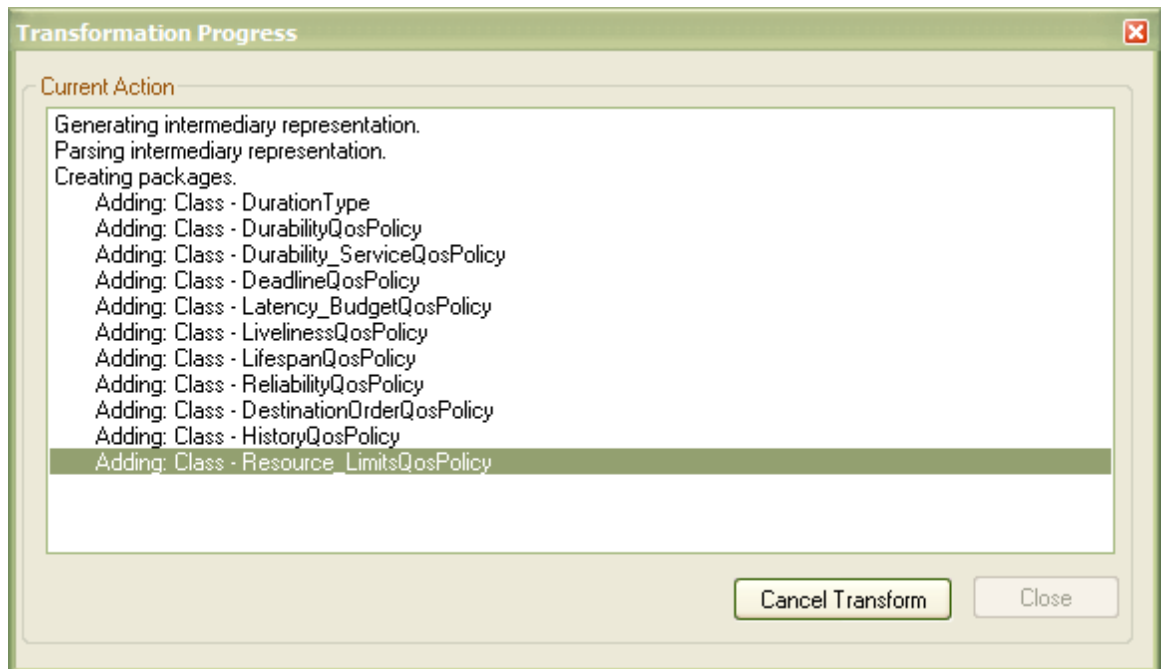 Transformation Progress
Current Action
Generating intermediary representation.
Parsing intermediary representation.
Creating packages.
Adding: Class - DurationType
Adding: Class - DurabilityQosPolicy
Adding: Class - Durability_ServiceQosPolicy
Adding: Class - DeadlineQosPolicy
Adding: Class - Latency_BudgetQosPolicy
Adding: Class - LivelinessQosPolicy
Adding: Class - LifespanQosPolicy
Adding: Class - ReliabilityQosPolicy
Adding: Class - DestinationOrderQosPolicy
Adding: Class - HistoryQosPolicy
Adding: Class - Resource_LimitsQosPolicy
Cancel Transform Close